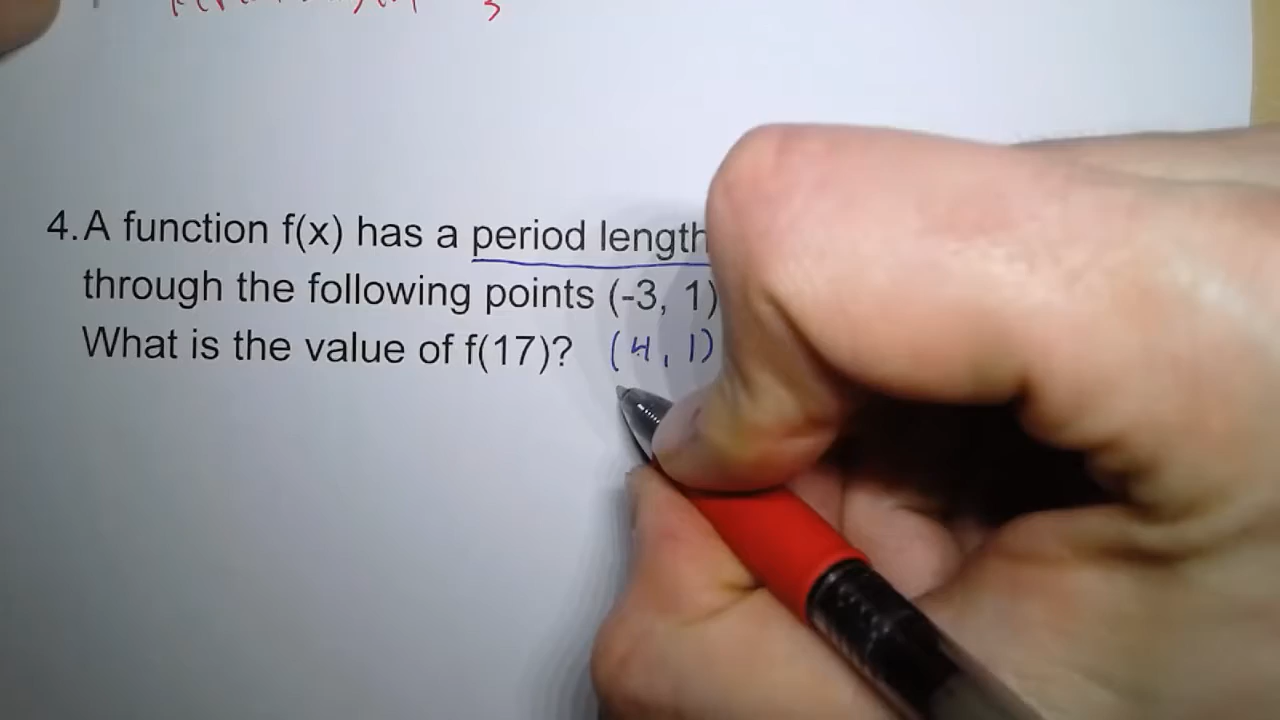 4. A function f(x) has a period length
through the following points (-3, 1)
What is the value of f(17)? (4, 1)